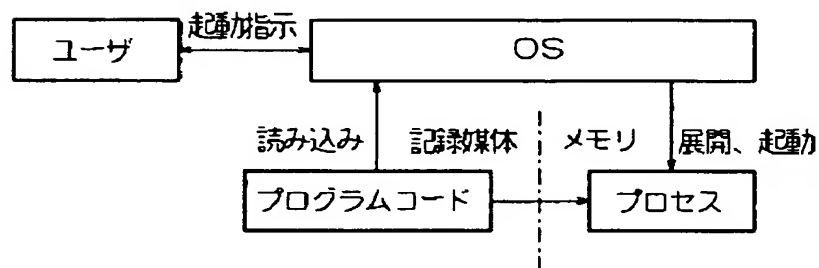 起動指示
ユーザ
OS
読み込み
記録媒体
メモリ
展開、起動
プログラムコード
プロセス